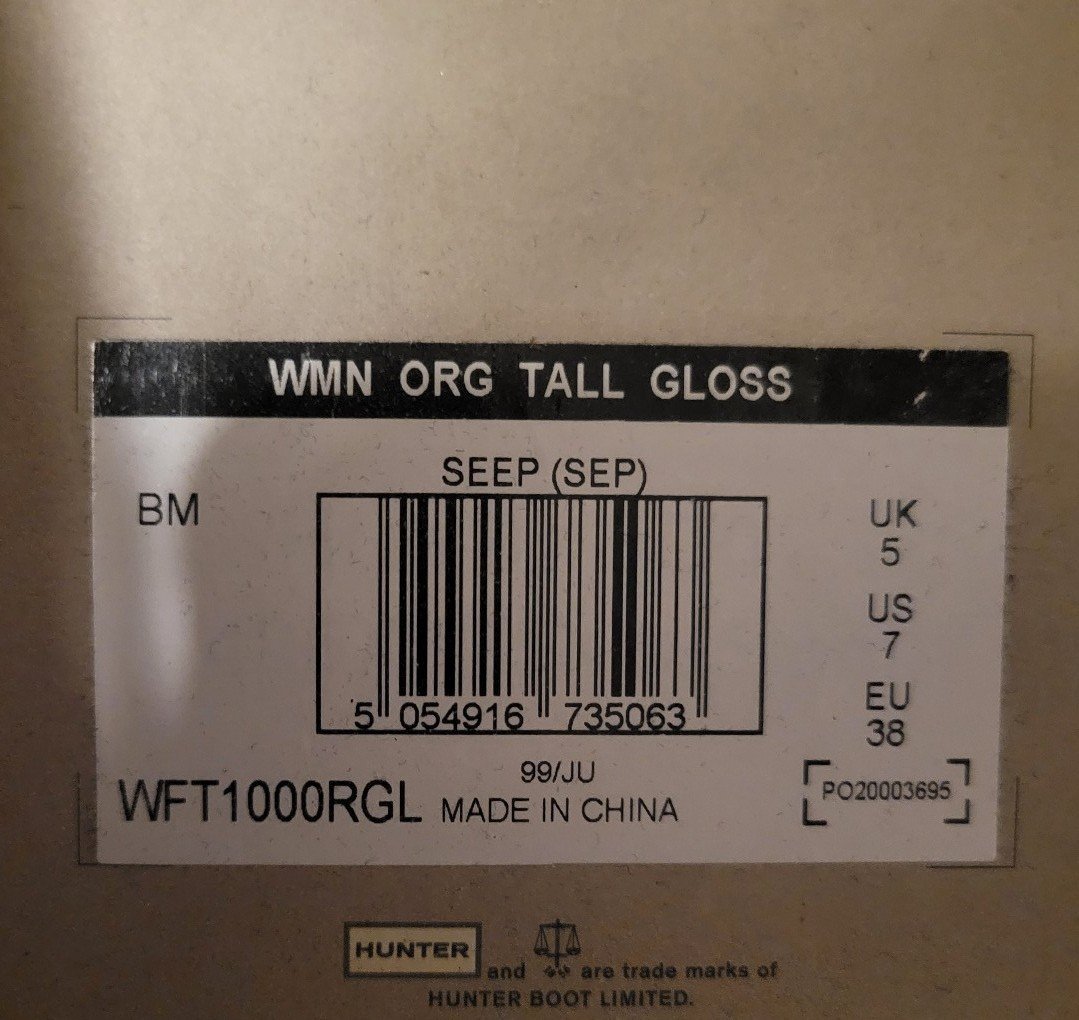 WMN ORG TALL GLOSS
SEEP (SEP)
BM
UK
5
US
7
EU
38
5 054916 735063
99/JU
WFT1000RGL MADE IN CHINA
PO20003695
HUNTER and are trade marks of
HUNTER BOOT LIMITED.